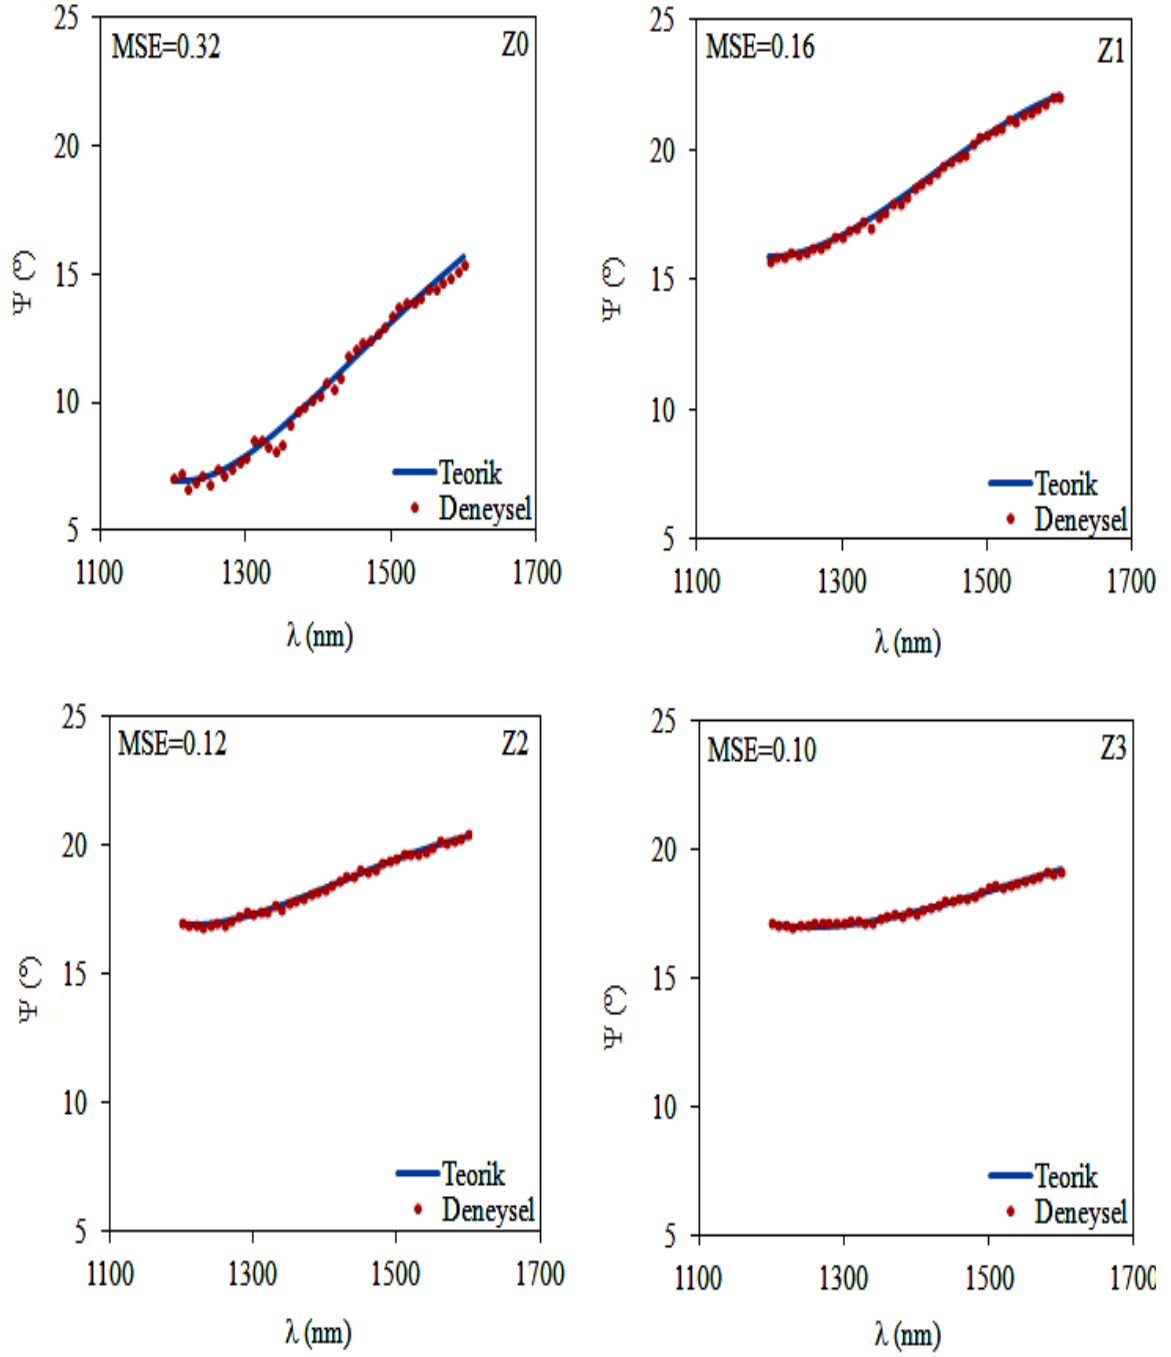 25
MSE=0.32 Z0
20
15
Ψ (°)
10
Teorik
Deneysel
5
1100 1300 1500 1700
λ (nm)
25
MSE=0.16 Z1
20
15
Ψ (°)
10
Teorik
Deneysel
5
1100 1300 1500 1700
λ (nm)
25
MSE=0.12 Z2
20
15
Ψ (°)
10
Teorik
Deneysel
5
1100 1300 1500 1700
λ (nm)
25
MSE=0.10 Z3
20
15
Ψ (°)
10
Teorik
Deneysel
5
1100 1300 1500 1700
λ (nm)